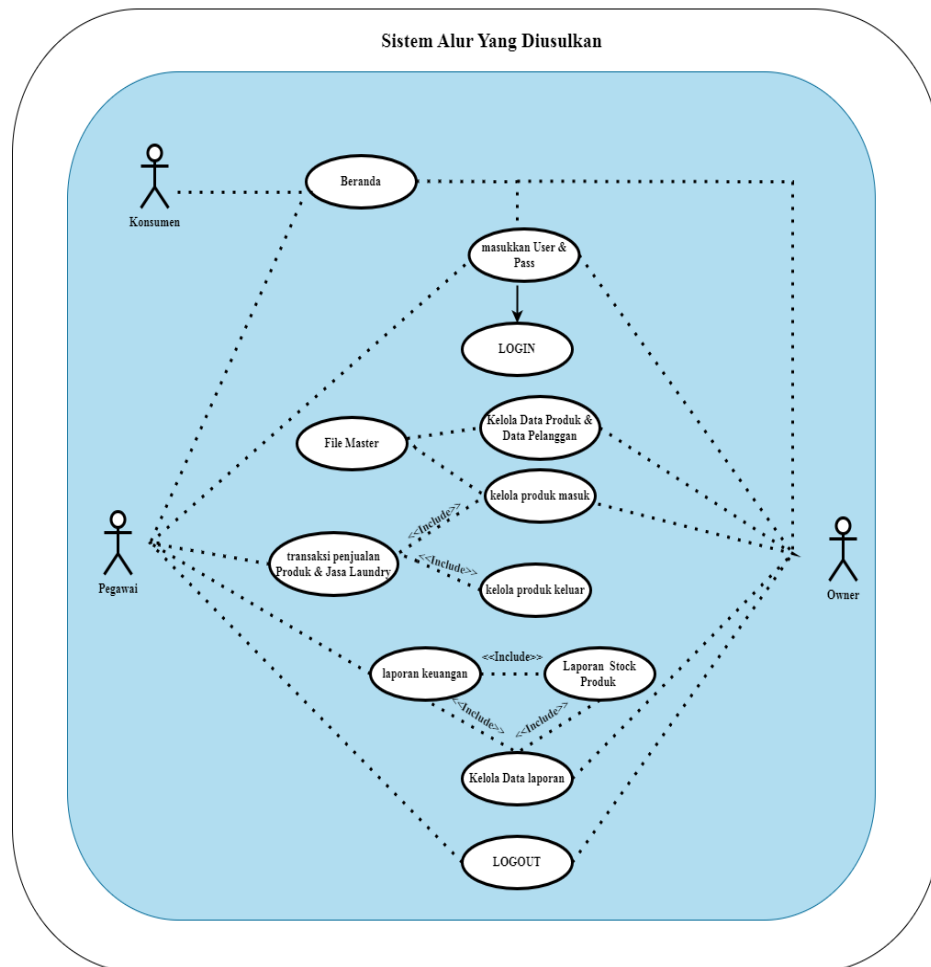 Sistem Alur Yang Diusulkan
Beranda
Konsumen
masukkan User &
Pass
LOGIN
Kelola Data Produk &
Data Pelanggan
File Master
kelola produk masuk
<<Include>>
transaksi penjualan
Produk & Jasa Laundry
<<Include>>
kelola produk keluar
Pegawai
Owner
<<Include>>
laporan keuangan
Laporan Stock
Produk
<<Include>>
<<Include>>
Kelola Data laporan
LOGOUT